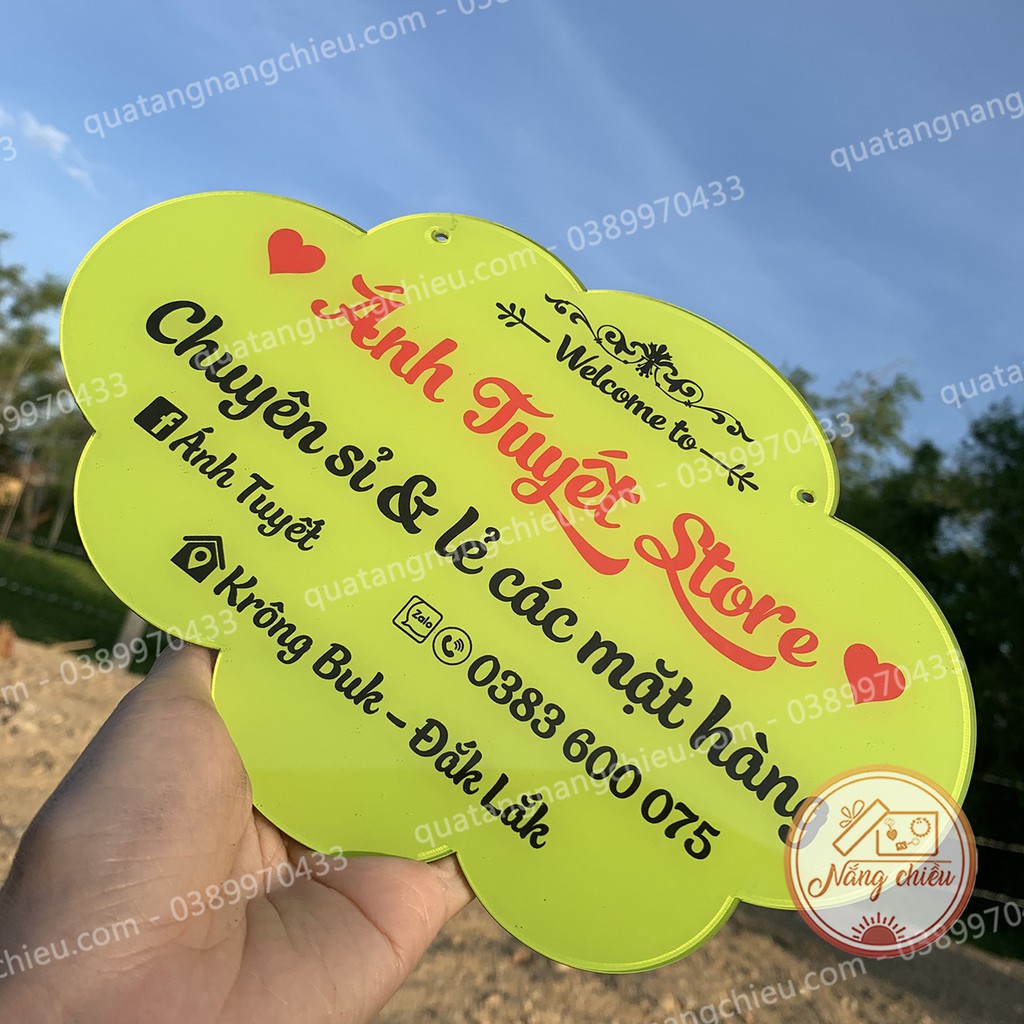 Welcome to
Ánh Tuyết Store
Chuyên sỉ & lẻ các mặt hàng
f Ánh Tuyết
Zalo 0383 600 075
Krông Buk – Đắk Lắk
Nắng chiều
quatangnangchieu.com - 0389970433